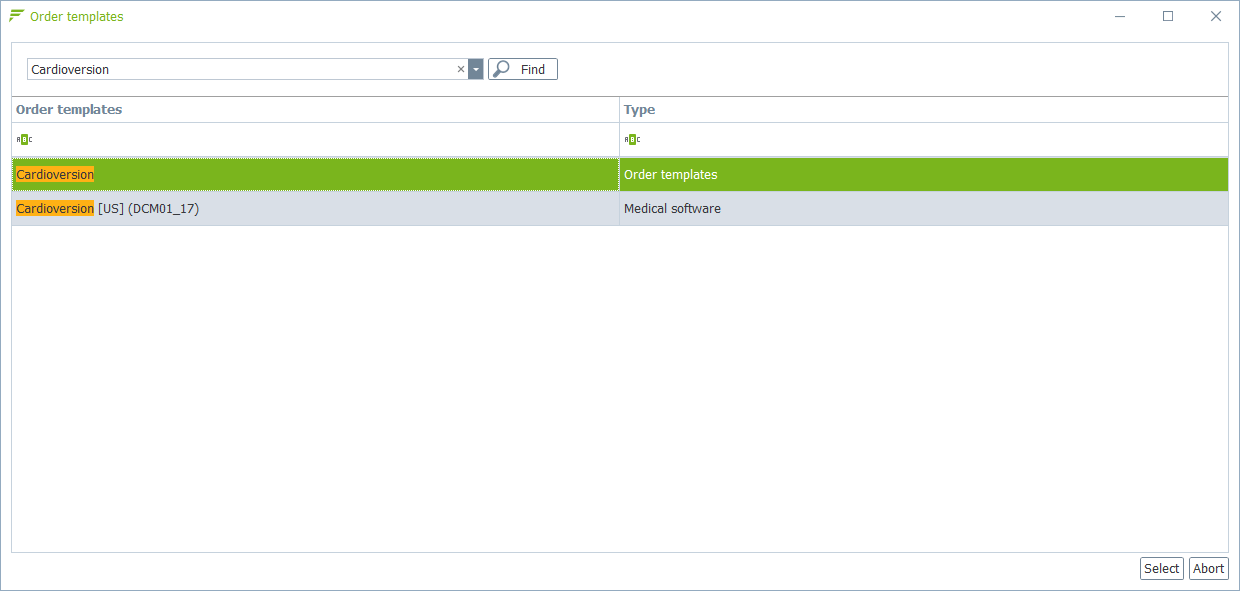 Order templates
Cardioversion
Find
Order templates Type
ABC ABC
Cardioversion Order templates
Cardioversion [US] (DCM01_17) Medical software
Select Abort